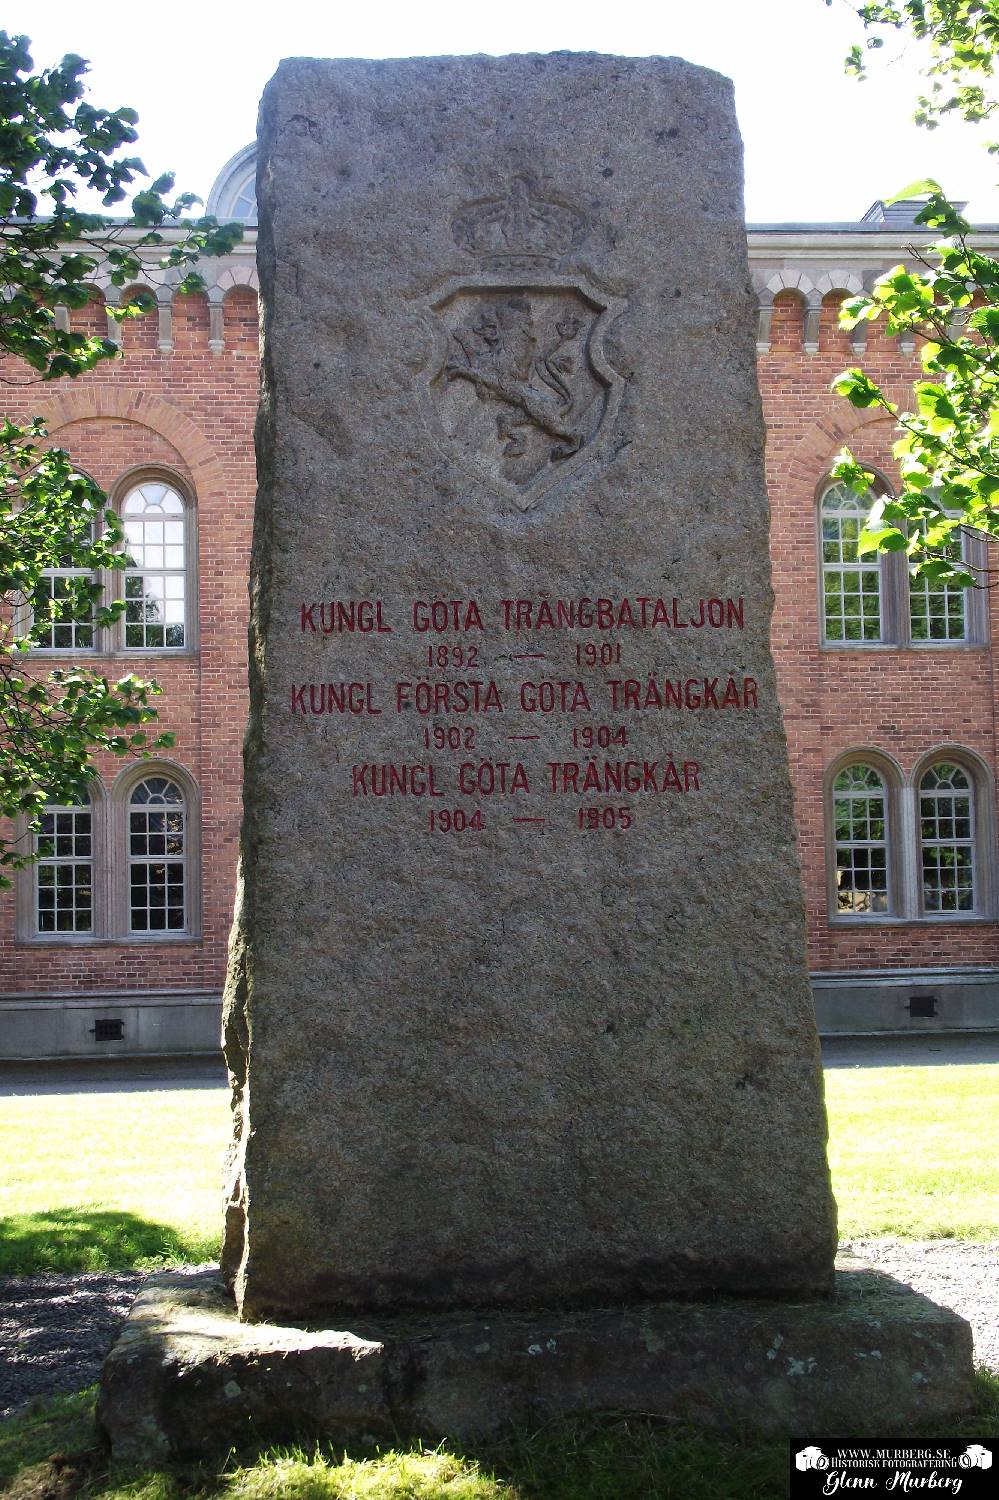 KUNGL GÖTA TRÄNGBATALJON
1892 — 1901
KUNGL FÖRSTA GÖTA TRÄNGKÅR
1902 — 1904
KUNGL GÖTA TRÄNGKÅR
1904 — 1905
WWW.MURBERG.SE
HISTORISK FOTOGRAFERING
Glenn Murberg